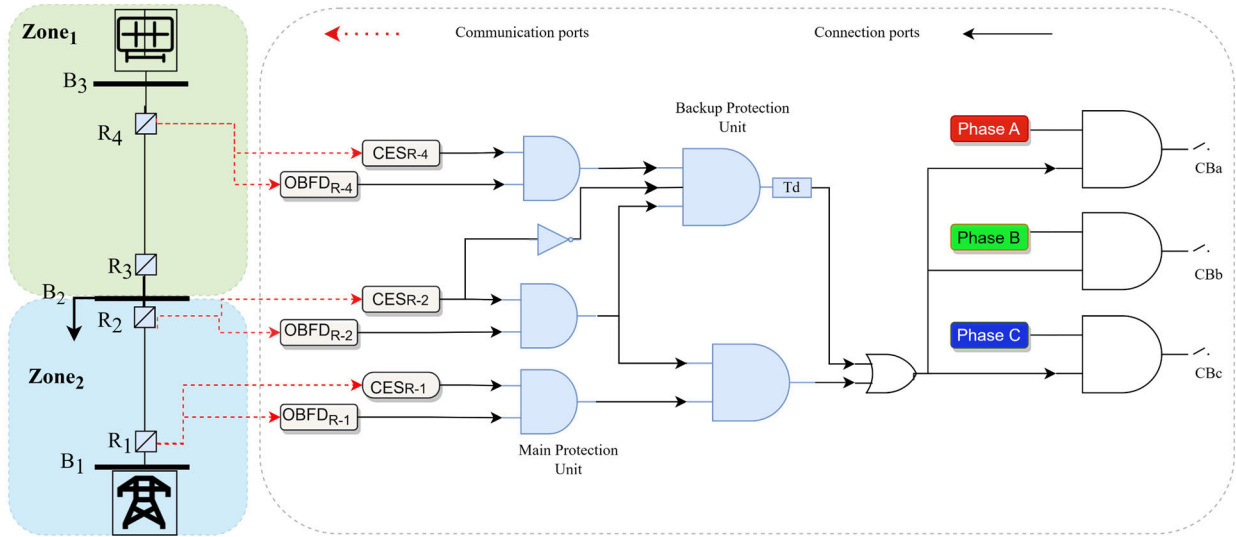 Zone1
B3
R4
R3
B2
R2
Zone2
R1
B1
Communication ports
Connection ports
Backup Protection
Unit
CESR-4
OBFDR-4
Td
CESR-2
OBFDR-2
CESR-1
OBFDR-1
Main Protection
Unit
Phase A
CBa
Phase B
CBb
Phase C
CBc